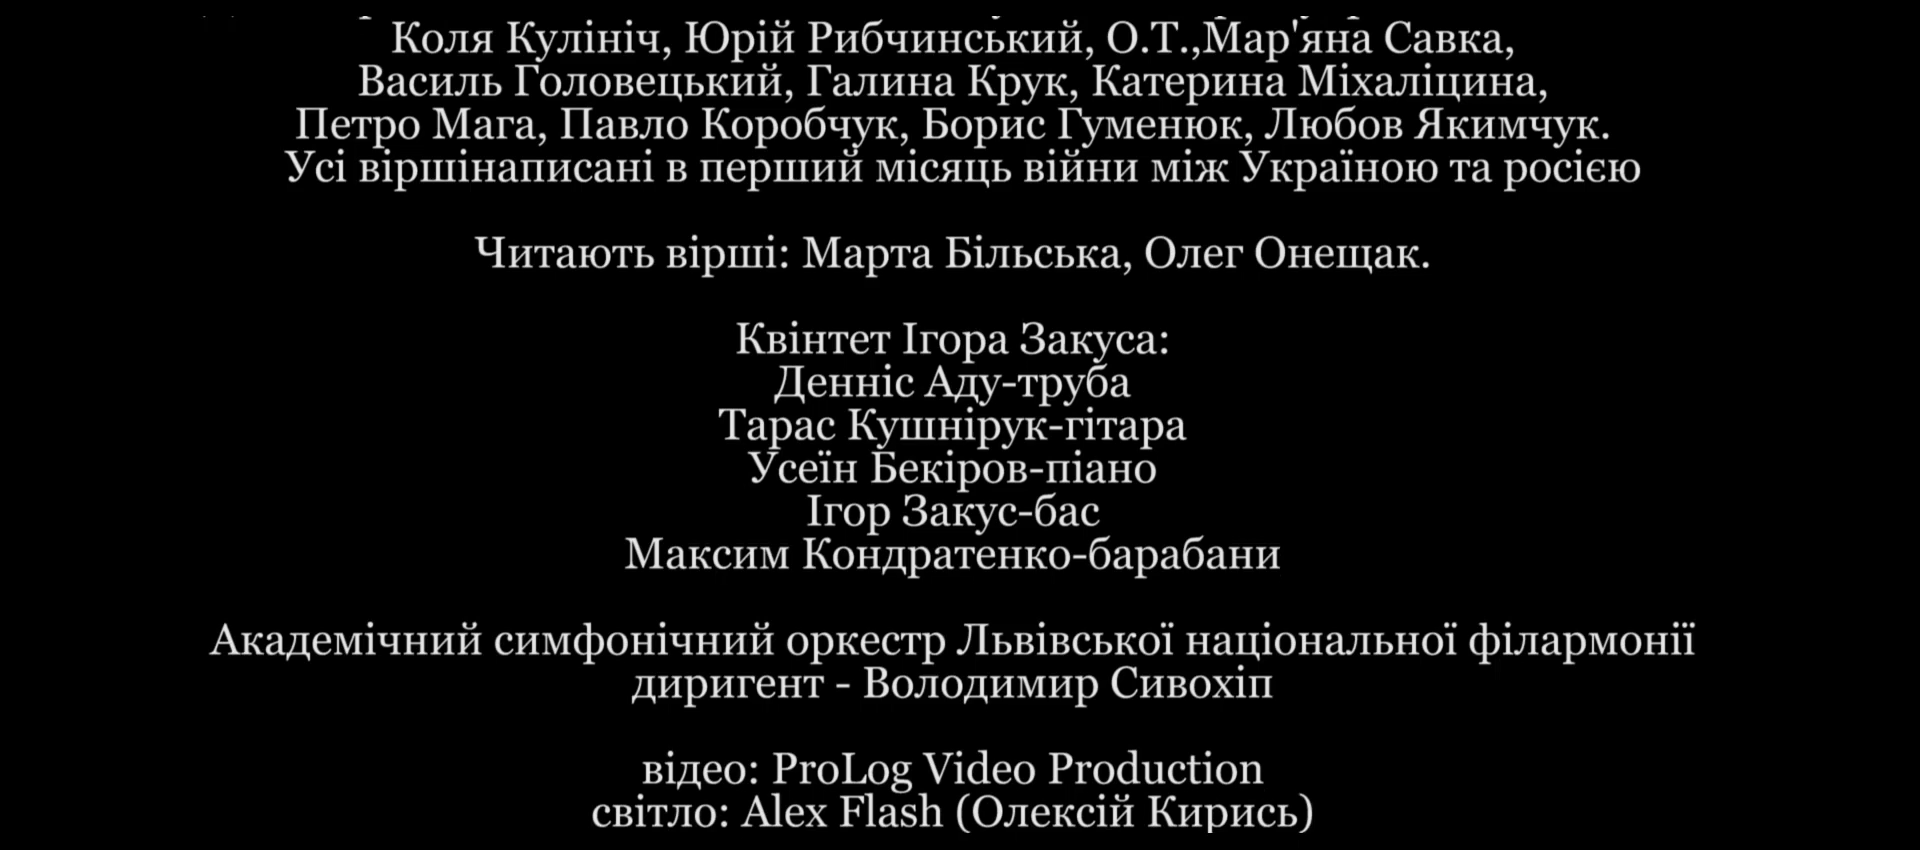 Коля Кулініч, Юрій Рибчинський, О.Т.,Мар'яна Савка,
Василь Головецький, Галина Крук, Катерина Міхаліцина,
Петро Мага, Павло Коробчук, Борис Гуменюк, Любов Якимчук.
Усі віршінаписані в перший місяць війни між Україною та росією
Читають вірші: Марта Більська, Олег Онещак.
Квінтет Ігора Закуса:
Денніс Аду-труба
Тарас Кушнірук-гітара
Усеїн Бекіров-піано
Ігор Закус-бас
Максим Кондратенко-барабани
Академічний симфонічний оркестр Львівської національної філармонії
диригент - Володимир Сивохіп
відео: ProLog Video Production
світло: Alex Flash (Олексій Кирись)